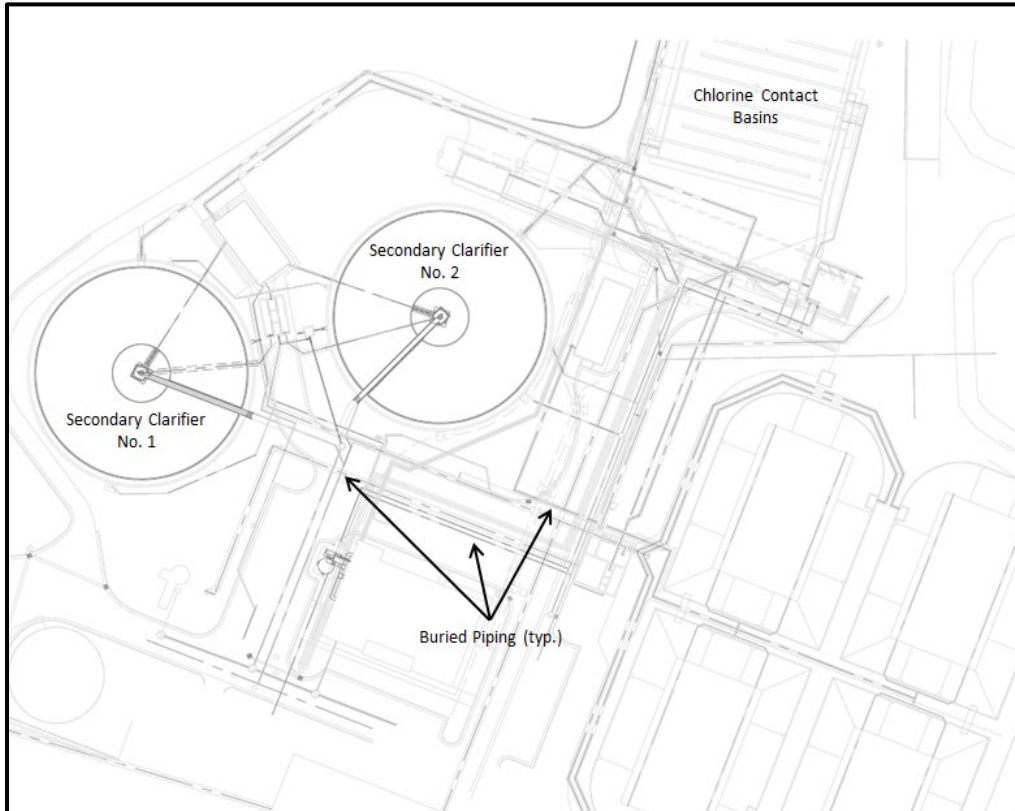 Chlorine Contact
Basins
Secondary Clarifier
No. 2
Secondary Clarifier
No. 1
Buried Piping (typ.)